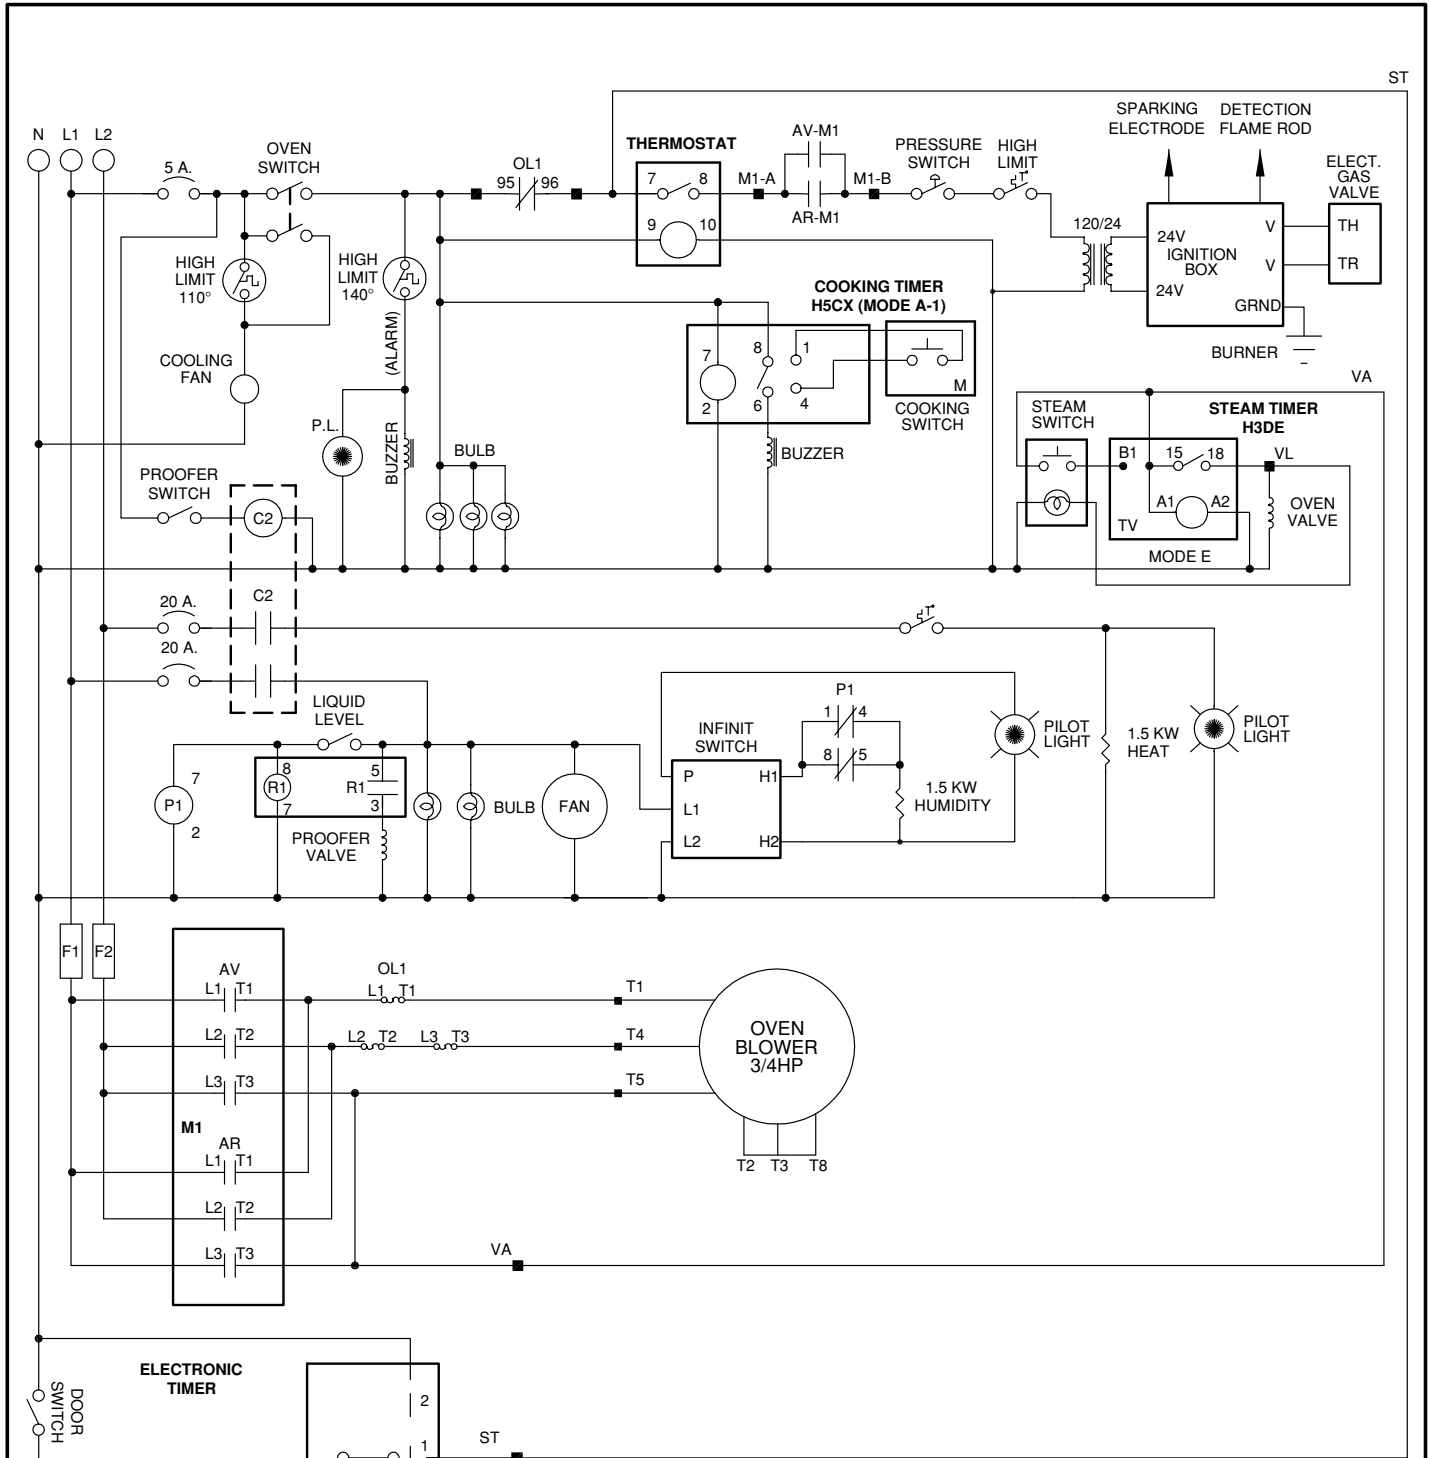 ST
SPARKING
ELECTRODE
DETECTION
FLAME ROD
N
L1
L2
5 A.
OVEN
SWITCH
OL1
95
96
THERMOSTAT
7
8
9
10
M1-A
AV-M1
AR-M1
M1-B
PRESSURE
SWITCH
HIGH
LIMIT
T°
ELECT.
GAS
VALVE
120/24
24V
IGNITION
BOX
24V
V
V
GRND
TH
TR
BURNER
HIGH
LIMIT
110°
HIGH
LIMIT
140°
(ALARM)
COOLING
FAN
P.L.
BUZZER
BULB
COOKING TIMER
H5CX (MODE A-1)
7
2
8
6
1
4
M
COOKING
SWITCH
BUZZER
VA
STEAM
SWITCH
STEAM TIMER
H3DE
B1
15
18
A1
A2
TV
VL
OVEN
VALVE
MODE E
PROOFER
SWITCH
C2
C2
20 A.
20 A.
T°
LIQUID
LEVEL
7
P1
2
8
R1
7
5
R1
3
PROOFER
VALVE
BULB
FAN
INFINIT
SWITCH
P
L1
L2
H1
H2
P1
1
4
8
5
1.5 KW
HUMIDITY
PILOT
LIGHT
1.5 KW
HEAT
PILOT
LIGHT
F1
F2
AV
L1 T1
L2 T2
L3 T3
M1
AR
L1 T1
L2 T2
L3 T3
OL1
L1 T1
L2 T2
L3 T3
T1
T4
T5
OVEN
BLOWER
3/4HP
T2
T3
T8
VA
ELECTRONIC
TIMER
DOOR
SWITCH
2
1
ST